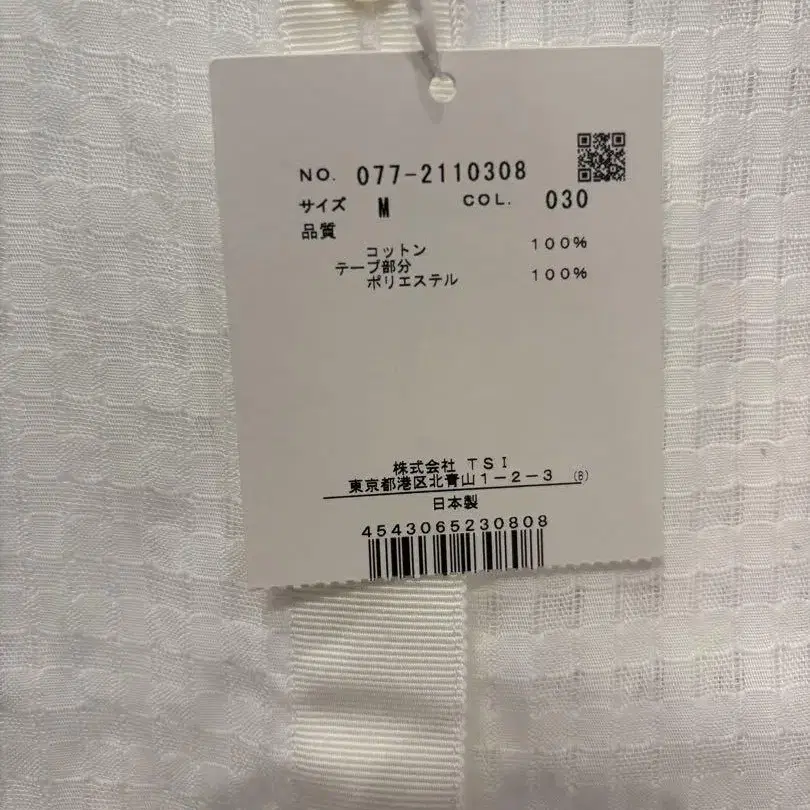 NO. 077-2110308
サイズ M COL. 030
品質
コットン 100%
テープ部分
ポリエステル 100%
株式会社 TSI
東京都港区北青山1-2-3 (8)
日本製
4543065230808